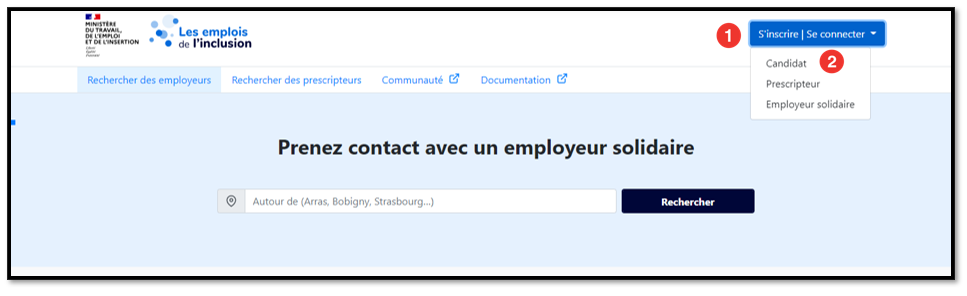 MINISTÈRE
DU TRAVAIL,
DU PLEIN EMPLOI
ET DE L'INSERTION
Liberté
Égalité
Fraternité
Les emplois
de l'inclusion
1
S'inscrire | Se connecter
Candidat
2
Prescripteur
Employeur solidaire
Rechercher des employeurs
Rechercher des prescripteurs
Communauté
Documentation
Prenez contact avec un employeur solidaire
Autour de (Arras, Bobigny, Strasbourg...)
Rechercher